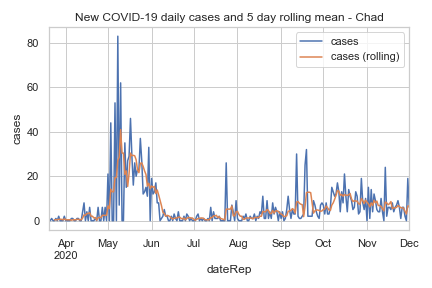 New COVID-19 daily cases and 5 day rolling mean - Chad
cases
cases (rolling)
80
60
40
20
0
cases
Apr May Jun Jul Aug Sep Oct Nov Dec
2020
dateRep